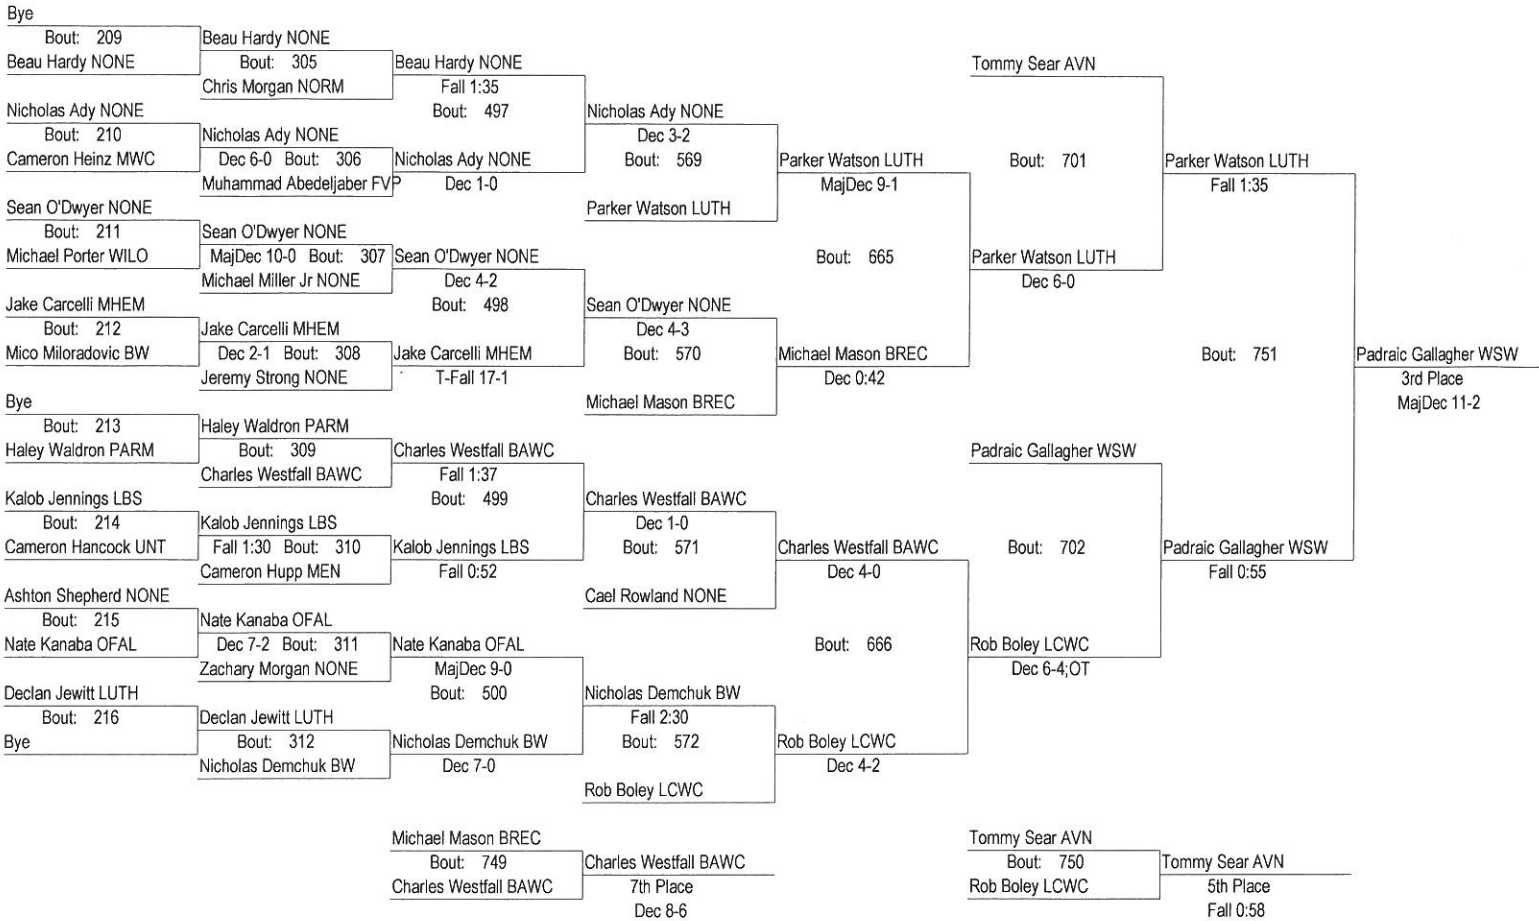 Bye
Bout: 209
Beau Hardy NONE
Nicholas Ady NONE
Bout: 210
Cameron Heinz MWC
Sean O'Dwyer NONE
Bout: 211
Michael Porter WILO
Jake Carcelli MHEM
Bout: 212
Mico Miloradovic BW
Bye
Bout: 213
Haley Waldron PARM
Kalob Jennings LBS
Bout: 214
Cameron Hancock UNT
Ashton Shepherd NONE
Bout: 215
Nate Kanaba OFAL
Declan Jewitt LUTH
Bout: 216
Bye
Beau Hardy NONE
Bout: 305
Chris Morgan NORM
Nicholas Ady NONE
Dec 6-0 Bout: 306
Muhammad Abedeljaber FVP
Sean O'Dwyer NONE
MajDec 10-0 Bout: 307
Michael Miller Jr NONE
Jake Carcelli MHEM
Dec 2-1 Bout: 308
Jeremy Strong NONE
Haley Waldron PARM
Bout: 309
Charles Westfall BAWC
Kalob Jennings LBS
Fall 1:30 Bout: 310
Cameron Hupp MEN
Nate Kanaba OFAL
Dec 7-2 Bout: 311
Zachary Morgan NONE
Declan Jewitt LUTH
Bout: 312
Nicholas Demchuk BW
Beau Hardy NONE
Fall 1:35
Bout: 497
Nicholas Ady NONE
Dec 1-0
Sean O'Dwyer NONE
Dec 4-2
Bout: 498
Jake Carcelli MHEM
T-Fall 17-1
Charles Westfall BAWC
Fall 1:37
Bout: 499
Kalob Jennings LBS
Fall 0:52
Nate Kanaba OFAL
MajDec 9-0
Bout: 500
Nicholas Demchuk BW
Dec 7-0
Nicholas Ady NONE
Dec 3-2
Bout: 569
Parker Watson LUTH
Sean O'Dwyer NONE
Dec 4-3
Bout: 570
Michael Mason BREC
Charles Westfall BAWC
Dec 1-0
Bout: 571
Cael Rowland NONE
Nicholas Demchuk BW
Fall 2:30
Bout: 572
Rob Boley LCWC
Parker Watson LUTH
MajDec 9-1
Bout: 665
Michael Mason BREC
Dec 0:42
Charles Westfall BAWC
Dec 4-0
Bout: 666
Rob Boley LCWC
Dec 4-2
Tommy Sear AVN
Bout: 701
Parker Watson LUTH
Dec 6-0
Padraic Gallagher WSW
Bout: 702
Rob Boley LCWC
Dec 6-4;OT
Parker Watson LUTH
Fall 1:35
Bout: 751
Padraic Gallagher WSW
Fall 0:55
Padraic Gallagher WSW
3rd Place
MajDec 11-2
Michael Mason BREC
Bout: 749
Charles Westfall BAWC
Charles Westfall BAWC
7th Place
Dec 8-6
Tommy Sear AVN
Bout: 750
Rob Boley LCWC
Tommy Sear AVN
5th Place
Fall 0:58